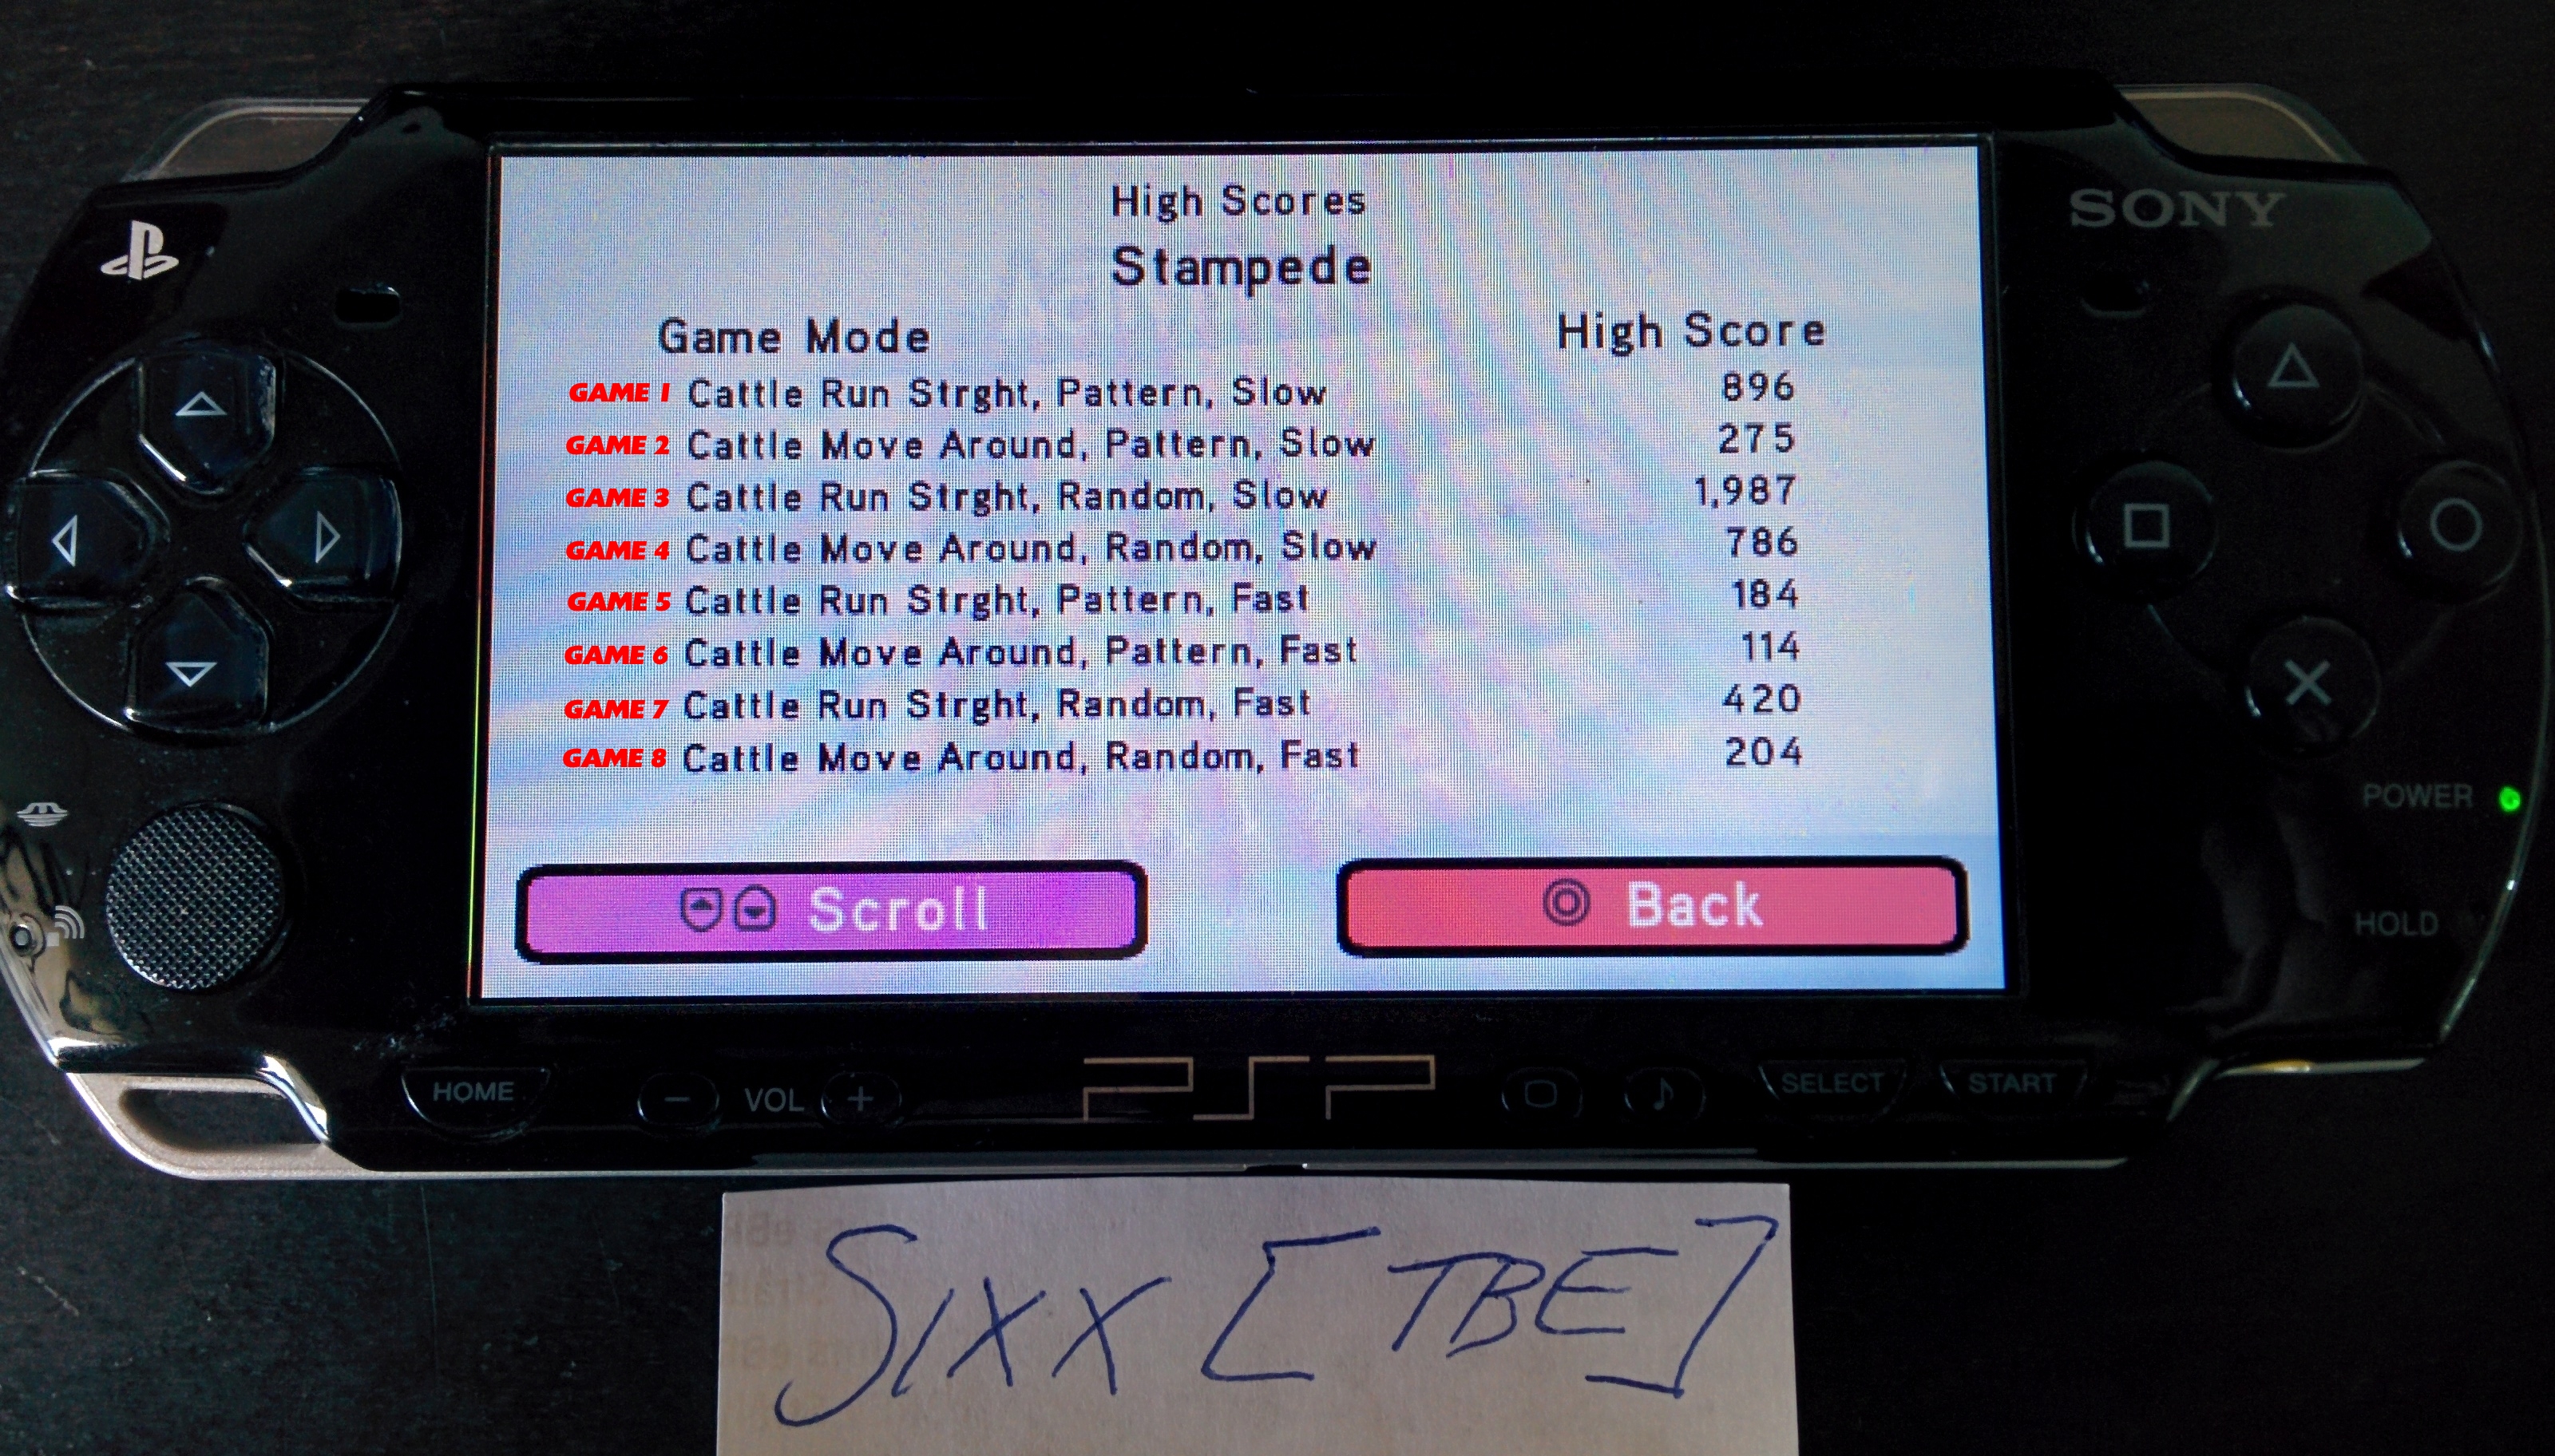 SONY
High Scores
Stampede
Game Mode High Score
GAME 1 Cattle Run Strght, Pattern, Slow 896
GAME 2 Cattle Move Around, Pattern, Slow 275
GAME 3 Cattle Run Strght, Random, Slow 1,987
GAME 4 Cattle Move Around, Random, Slow 786
GAME 5 Cattle Run Strght, Pattern, Fast 184
GAME 6 Cattle Move Around, Pattern, Fast 114
GAME 7 Cattle Run Strght, Random, Fast 420
GAME 8 Cattle Move Around, Random, Fast 204
POWER
Scroll Back
HOLD
HOME - VOL + PSP SELECT START
SIXX [TBE]